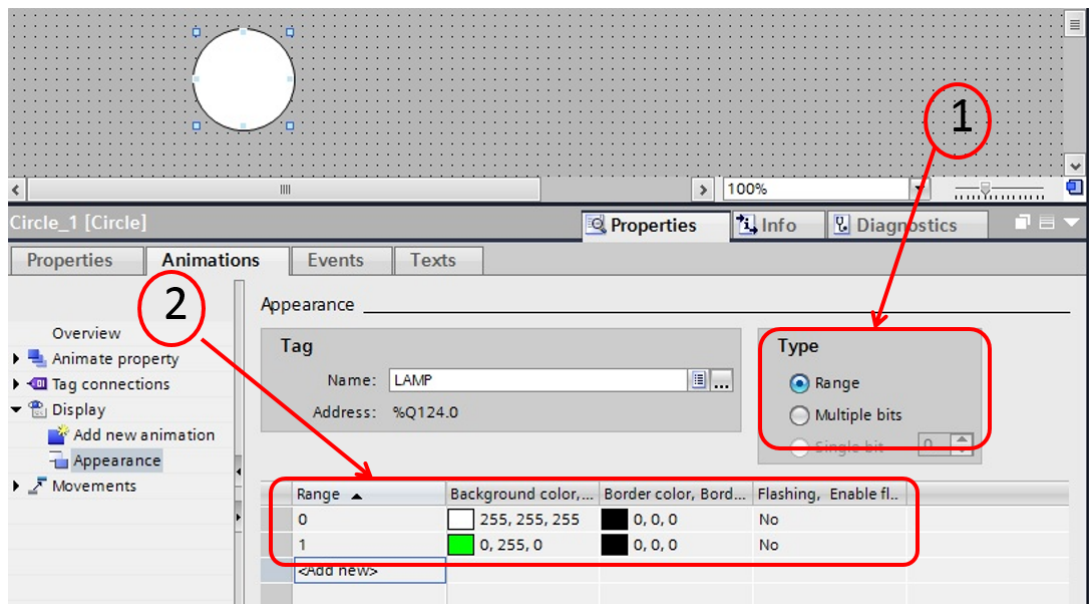 1
100%
Circle_1 [Circle]
Properties
Info
Diagnostics
Properties
Animations
Events
Texts
2
Appearance
Overview
Animate property
Tag connections
Display
Add new animation
Appearance
Movements
Tag
Name: LAMP
...
Address: %Q124.0
Type
Range
Multiple bits
Single bit 0
Range Background color,... Border color, Bord... Flashing, Enable fl..
0 255, 255, 255 0, 0, 0 No
1 0, 255, 0 0, 0, 0 No
<Add new>